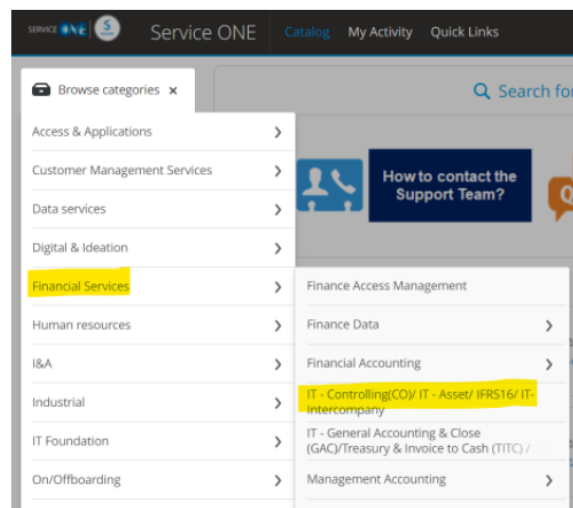 SERVICE ONE S Service ONE Catalog My Activity Quick Links
Browse categories x
Search for
Access & Applications
Customer Management Services
Data services
Digital & Ideation
Financial Services
Human resources
I&A
Industrial
IT Foundation
On/Offboarding
How to contact the
Support Team?
Q
Finance Access Management
Finance Data
Financial Accounting
IT - Controlling(CO)/ IT - Asset/ IFRS16/ IT-
Intercompany
IT - General Accounting & Close
(GAC)/Treasury & Invoice to Cash (TITC) /
Management Accounting